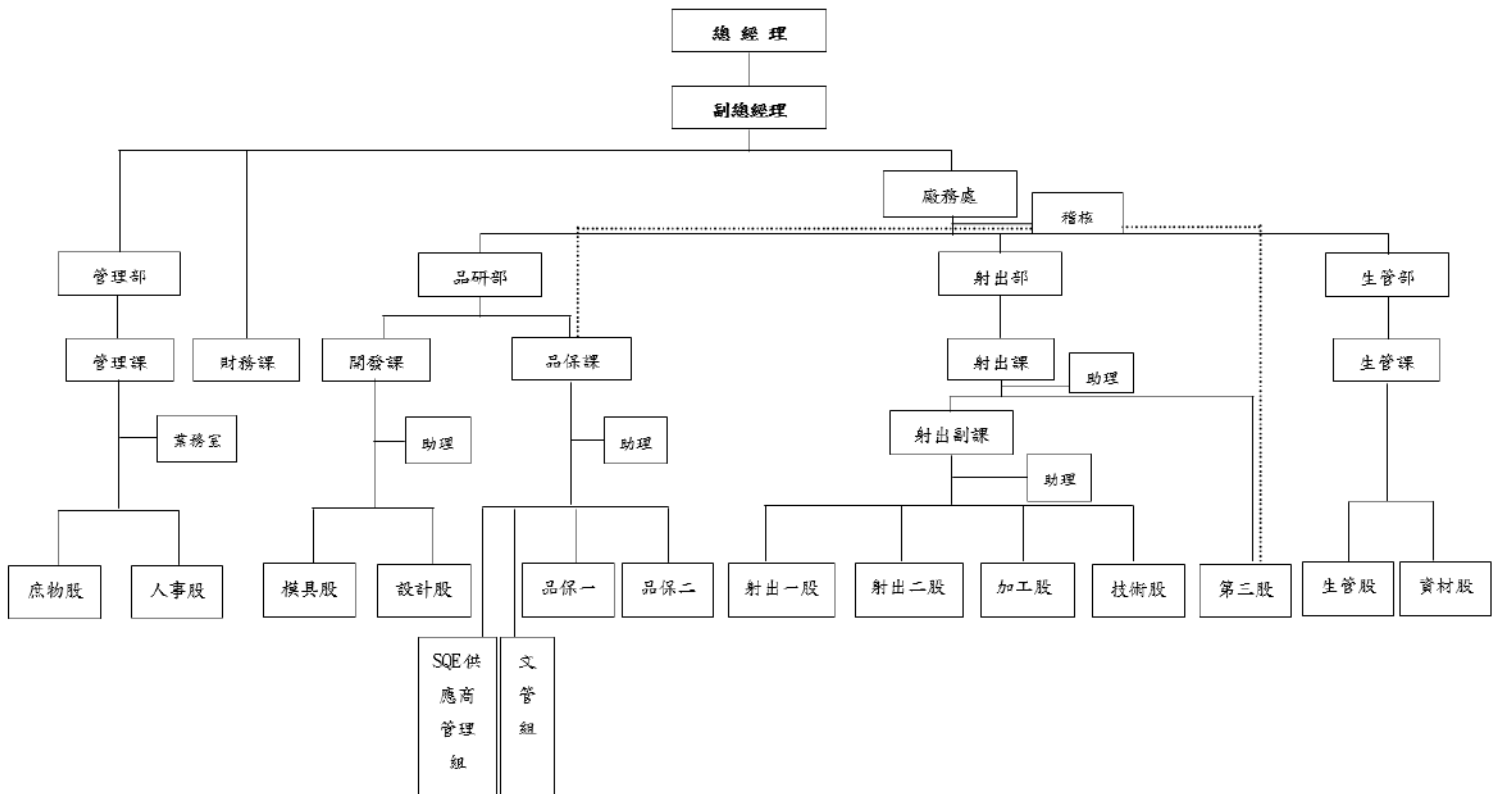 總 經 理
副總經理
廠務處
稽核
管理部
品研部
射出部
生管部
管理課
財務課
開發課
品保課
射出課
助理
生管課
業務室
助理
助理
射出副課
助理
庶物股
人事股
模具股
設計股
品保一
品保二
射出一股
射出二股
加工股
技術股
第三股
生管股
資材股
SQE供
應商
管理
組
文
管
組